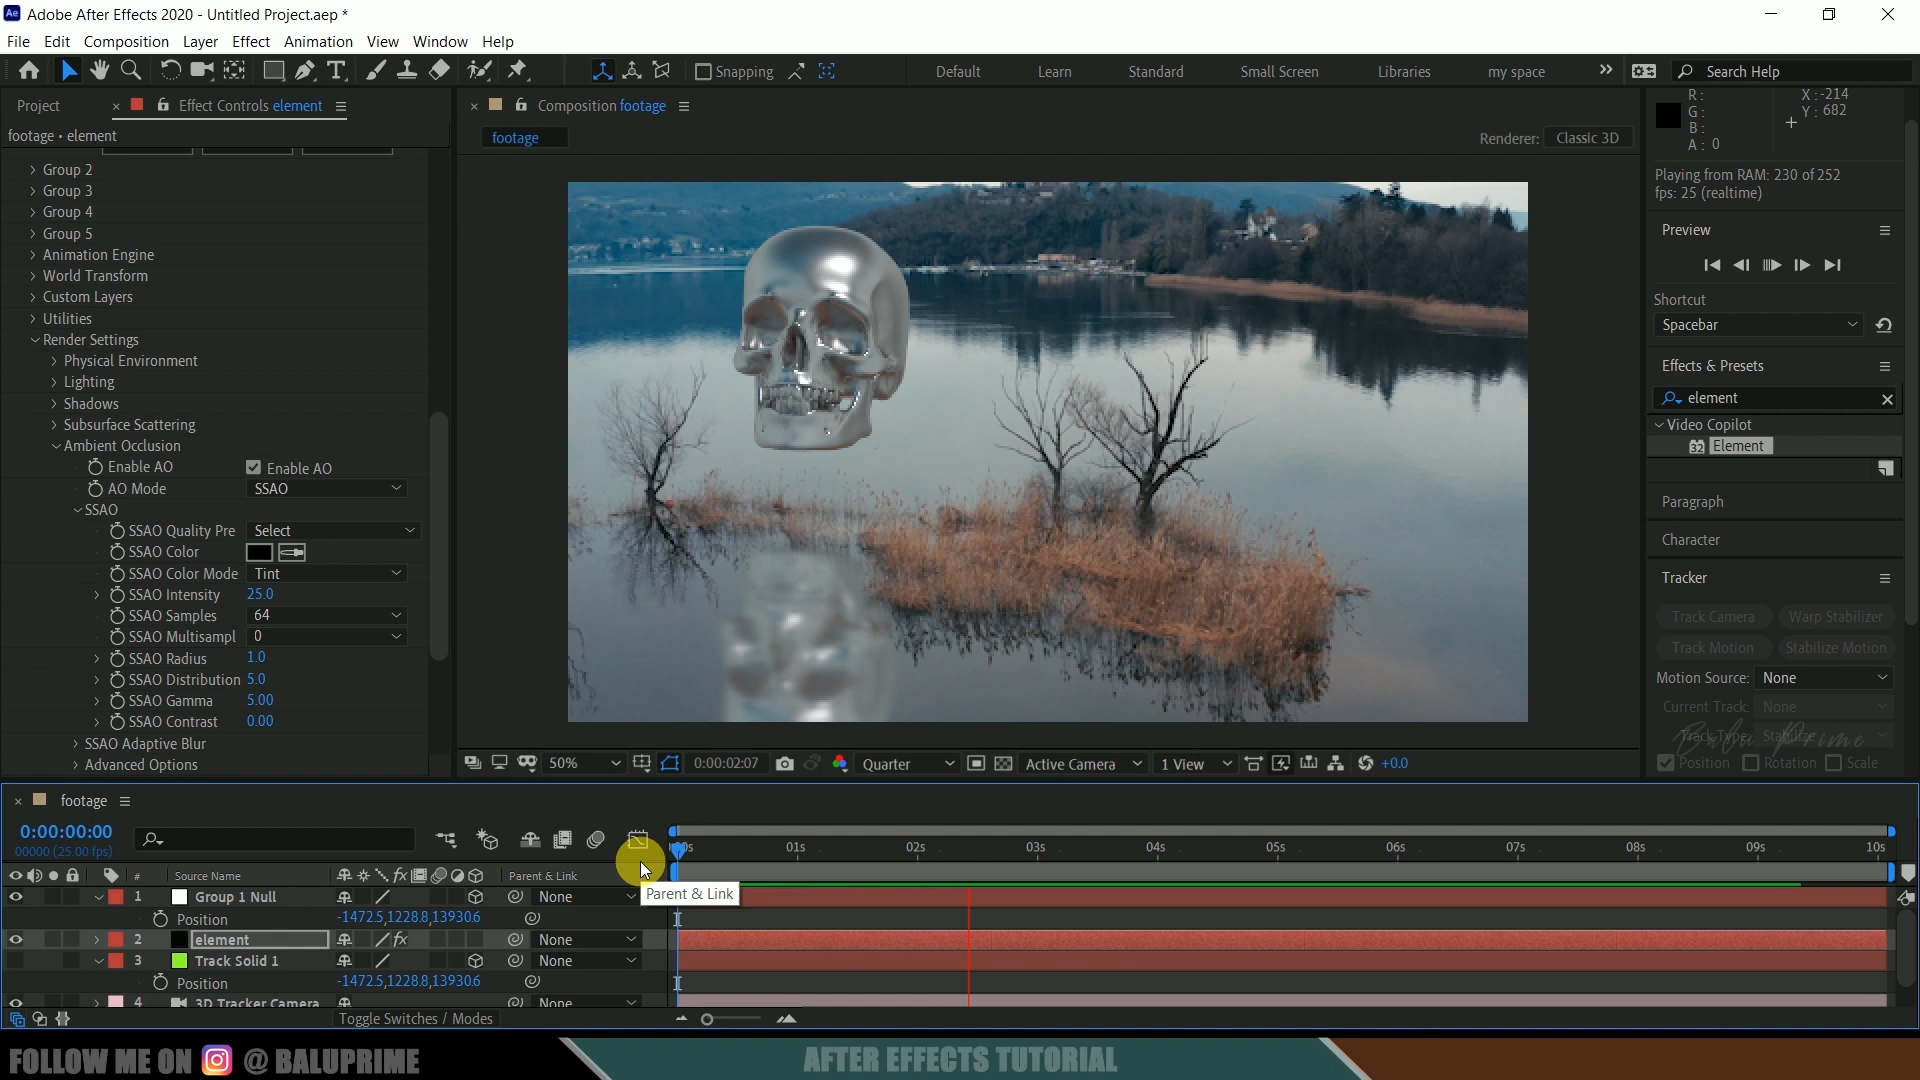 Ae Adobe After Effects 2020 - Untitled Project.aep *
File Edit Composition Layer Effect Animation View Window Help
Snapping Default Learn Standard Small Screen Libraries my space Search Help
Project Effect Controls element
footage • element
Group 2
Group 3
Group 4
Group 5
Animation Engine
World Transform
Custom Layers
Utilities
Render Settings
Physical Environment
Lighting
Shadows
Subsurface Scattering
Ambient Occlusion
Enable AO Enable AO
AO Mode SSAO
SSAO
SSAO Quality Pre Select
SSAO Color
SSAO Color Mode Tint
SSAO Intensity 25.0
SSAO Samples 64
SSAO Multisampl 0
SSAO Radius 1.0
SSAO Distribution 5.0
SSAO Gamma 5.00
SSAO Contrast 0.00
SSAO Adaptive Blur
Advanced Options
Composition footage
footage
Renderer: Classic 3D
50% 0:00:02:07 Quarter Active Camera 1 View +0.0
R: X: -214
G: Y: 682
B:
A: 0
Playing from RAM: 230 of 252
fps: 25 (realtime)
Preview
Shortcut
Spacebar
Effects & Presets
element
Video Copilot
32 Element
Paragraph
Character
Tracker
Track Camera Warp Stabilizer
Track Motion Stabilize Motion
Motion Source: None
Current Track: None
Track Type: Stabilize
Balu Prime
Position Rotation Scale
footage
0:00:00:00
00000 (25.00 fps)
01s 02s 03s 04s 05s 06s 07s 08s 09s 10s
# Source Name Parent & Link
1 Group 1 Null None
Parent & Link
Position -1472.5,1228.8,13930.6
2 element fx None
3 Track Solid 1 None
Position -1472.5,1228.8,13930.6
4 3D Tracker Camera None
Toggle Switches / Modes
FOLLOW ME ON @ BALUPRIME
AFTER EFFECTS TUTORIAL